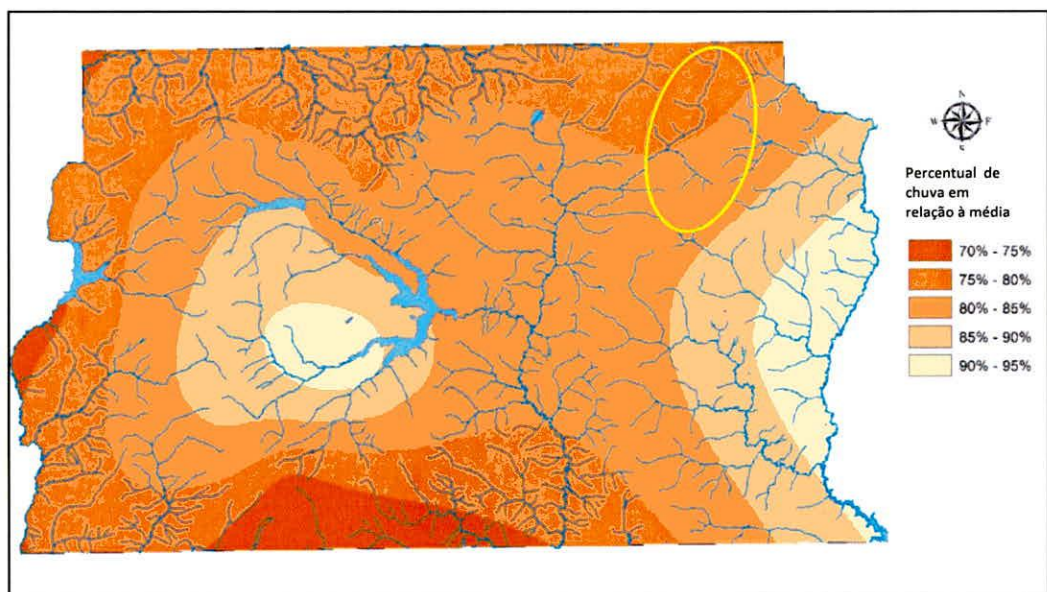 N
W E
S
Percentual de
chuva em
relação à média
70% - 75%
75% - 80%
80% - 85%
85% - 90%
90% - 95%